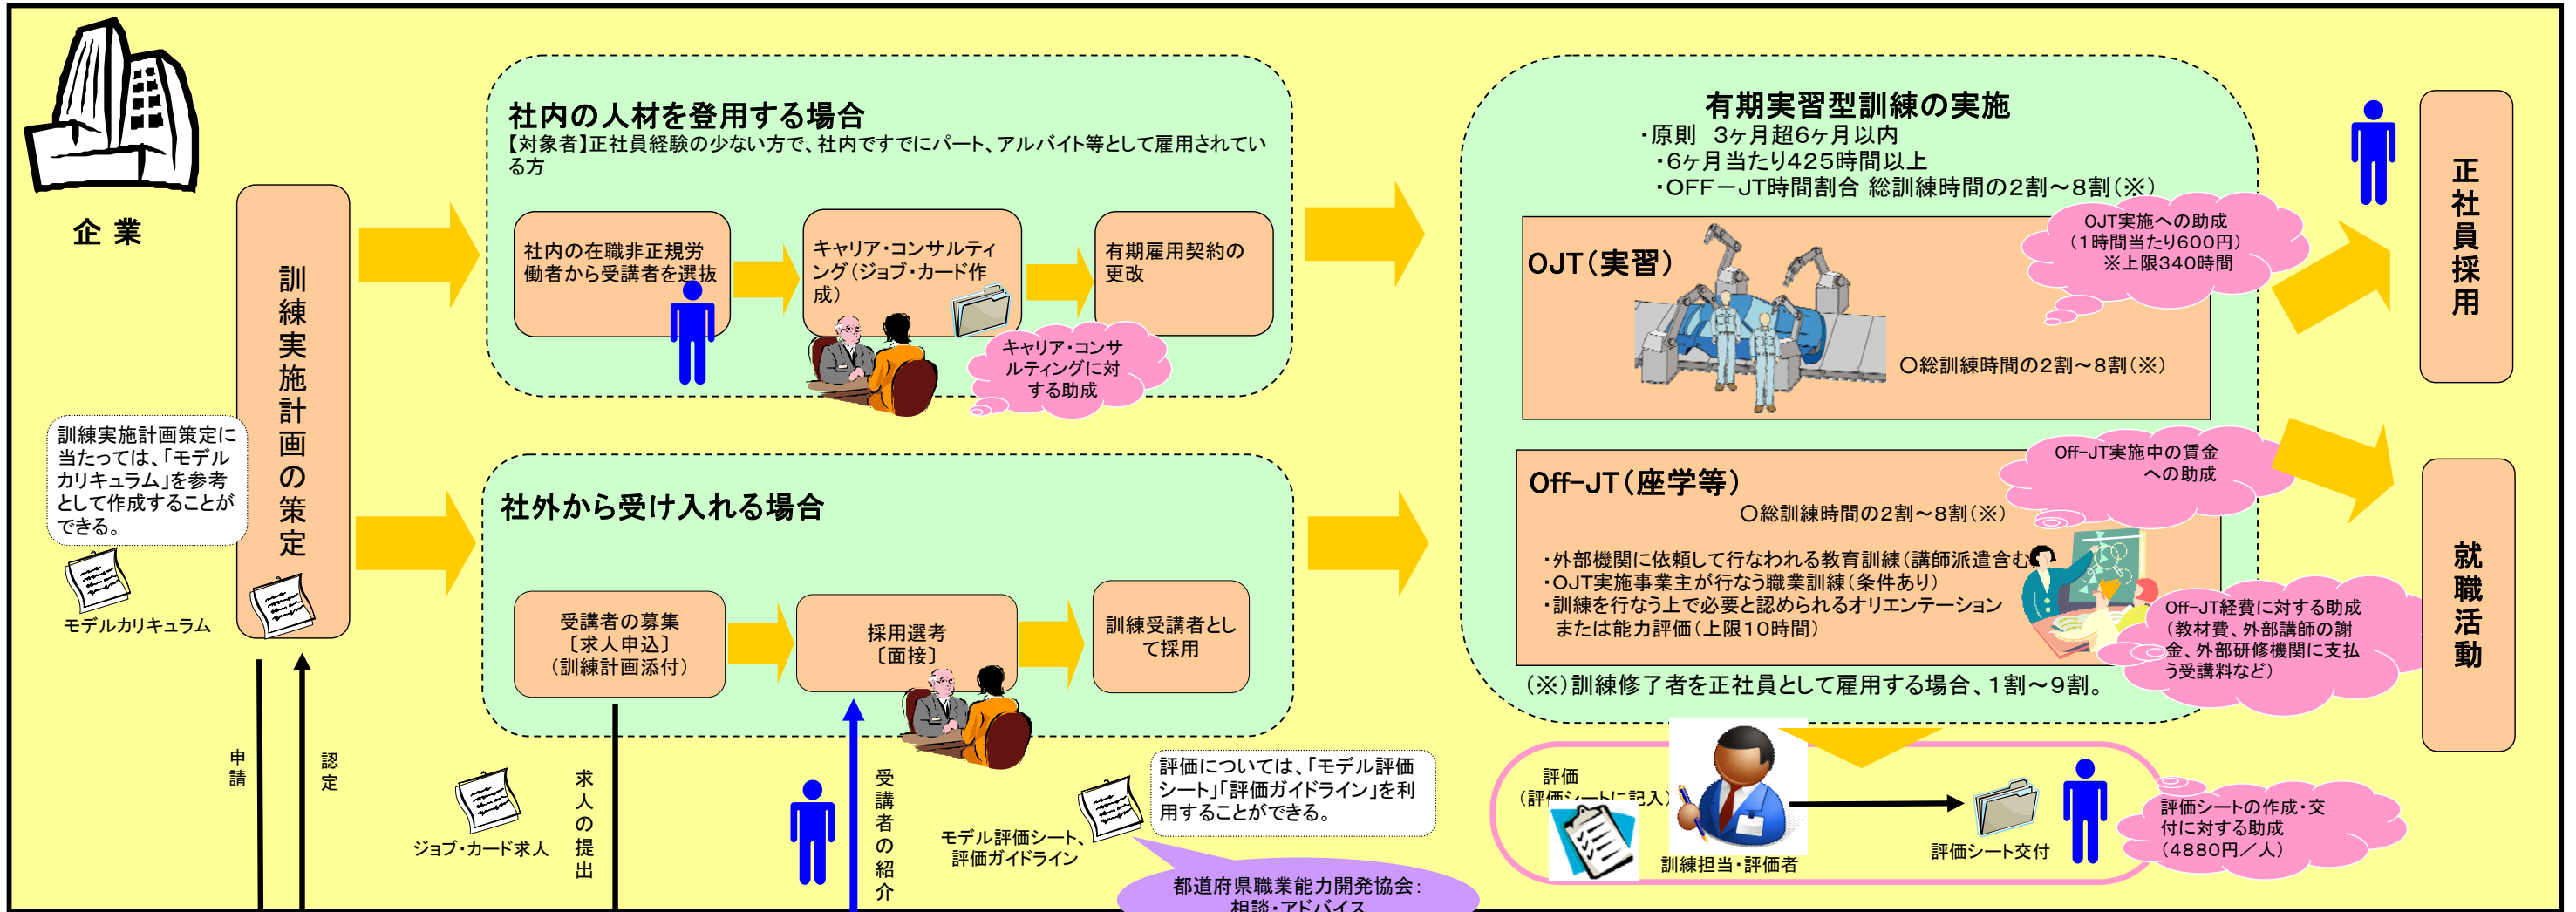 企 業
訓練実施計画の策定
訓練実施計画策定に
当たっては、「モデル
カリキュラム」を参考
として作成することが
できる。
モデルカリキュラム
申請
認定
社内の人材を登用する場合
【対象者】正社員経験の少ない方で、社内ですでにパート、アルバイト等として雇用されてい
る方
社内の在職非正規労
働者から受講者を選抜
キャリア・コンサルティ
ング(ジョブ・カード作
成)
有期雇用契約の
更改
キャリア・コンサ
ルティングに対
する助成
社外から受け入れる場合
受講者の募集
〔求人申込〕
(訓練計画添付)
採用選考
〔面接〕
訓練受講者とし
て採用
ジョブ・カード求人
求人の提出
受講者の紹介
モデル評価シート、
評価ガイドライン
評価については、「モデル評価
シート」「評価ガイドライン」を利
用することができる。
都道府県職業能力開発協会:
相談・アドバイス
有期実習型訓練の実施
・原則 3ヶ月超6ヶ月以内
・6ヶ月当たり425時間以上
・OFF-JT時間割合 総訓練時間の2割~8割(※)
OJT実施への助成
(1時間当たり600円)
※上限340時間
OJT(実習)
○総訓練時間の2割~8割(※)
Off-JT実施中の賃金
への助成
Off-JT(座学等)
○総訓練時間の2割~8割(※)
・外部機関に依頼して行なわれる教育訓練(講師派遣含む
・OJT実施事業主が行なう職業訓練(条件あり)
・訓練を行なう上で必要と認められるオリエンテーション
または能力評価(上限10時間)
Off-JT経費に対する助成
(教材費、外部講師の謝
金、外部研修機関に支払
う受講料など)
(※)訓練修了者を正社員として雇用する場合、1割~9割。
評価
(評価シートに記入)
訓練担当・評価者
評価シート交付
評価シートの作成・交
付に対する助成
(4880円/人)
正社員採用
就職活動